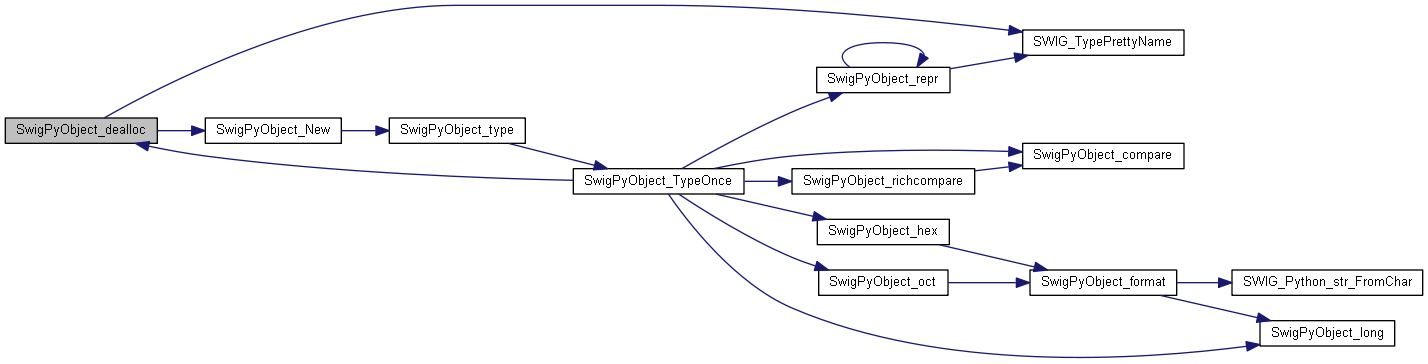 SWIG_TypePrettyName
SwigPyObject_repr
SwigPyObject_dealloc
SwigPyObject_New
SwigPyObject_type
SwigPyObject_compare
SwigPyObject_TypeOnce
SwigPyObject_richcompare
SwigPyObject_hex
SwigPyObject_oct
SwigPyObject_format
SWIG_Python_str_FromChar
SwigPyObject_long